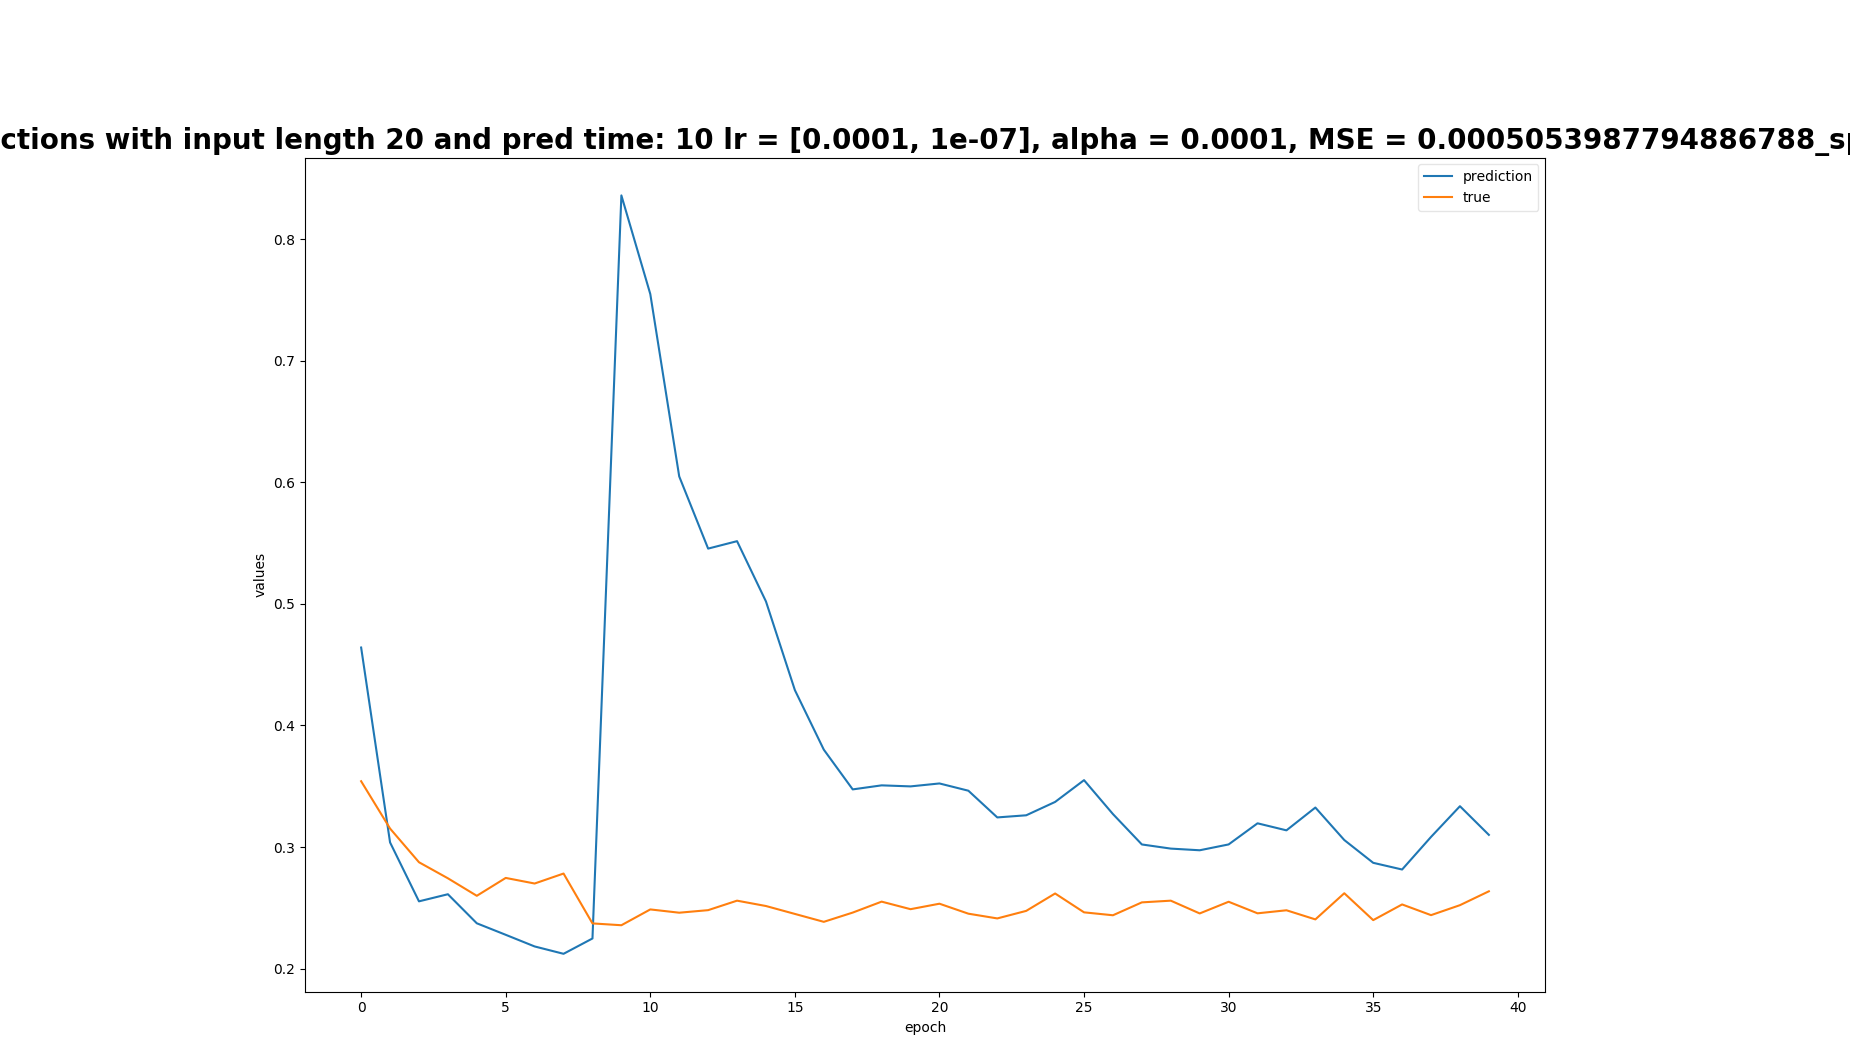 ctions with input length 20 and pred time: 10 lr = [0.0001, 1e-07], alpha = 0.0001, MSE = 0.0005053987794886788_sp
prediction
true
0.8
0.7
0.6
0.5
0.4
0.3
0.2
values
0 5 10 15 20 25 30 35 40
epoch